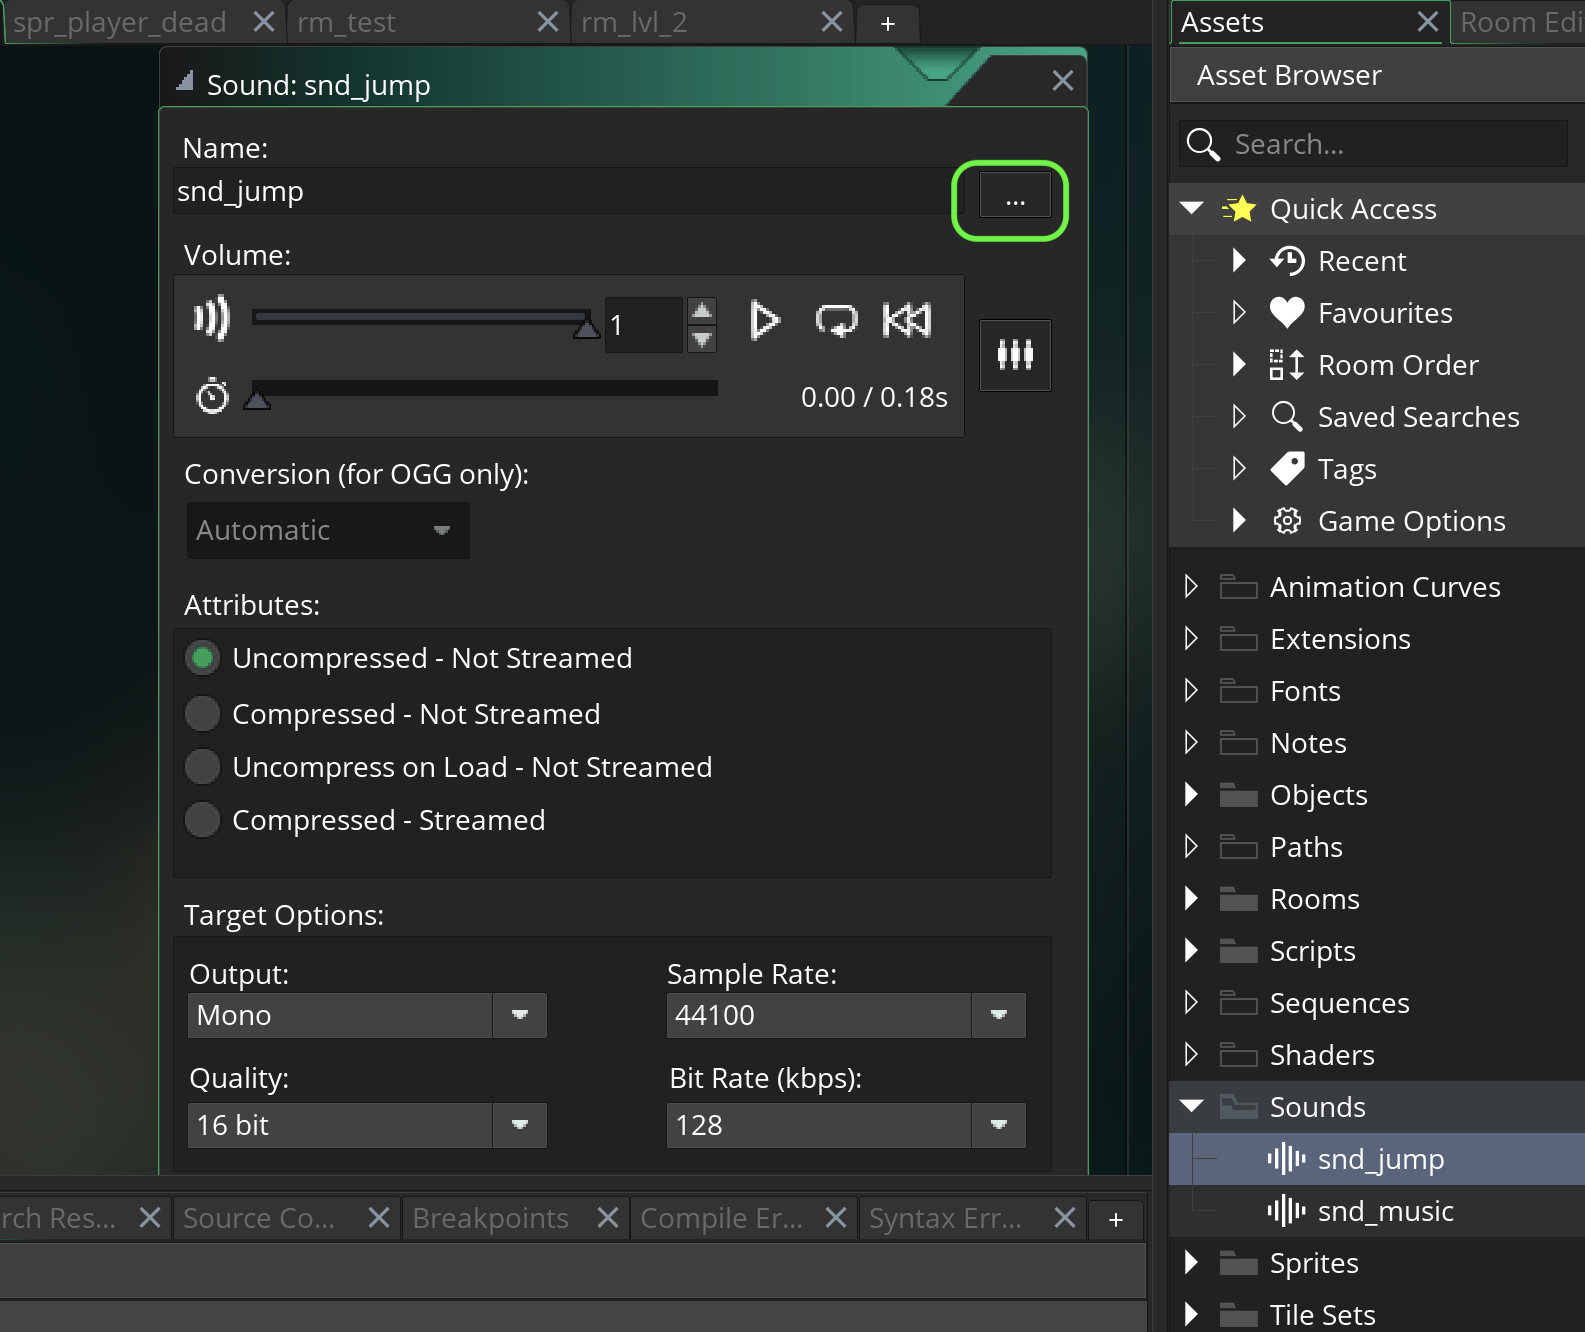 spr_player_dead rm_test rm_lvl_2 +
Sound: snd_jump
Name:
snd_jump ...
Volume:
1
0.00 / 0.18s
Conversion (for OGG only):
Automatic
Attributes:
Uncompressed - Not Streamed
Compressed - Not Streamed
Uncompress on Load - Not Streamed
Compressed - Streamed
Target Options:
Output: Sample Rate:
Mono 44100
Quality: Bit Rate (kbps):
16 bit 128
rch Res... Source Co... Breakpoints Compile Er... Syntax Err... +
Assets Room Edi
Asset Browser
Search...
Quick Access
Recent
Favourites
Room Order
Saved Searches
Tags
Game Options
Animation Curves
Extensions
Fonts
Notes
Objects
Paths
Rooms
Scripts
Sequences
Shaders
Sounds
snd_jump
snd_music
Sprites
Tile Sets